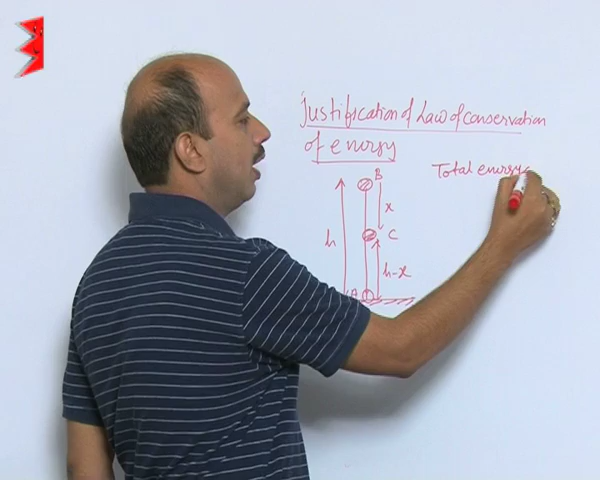 Justification of Law of conservation
of energy
B
Total energy
x
h
C
h-x
A